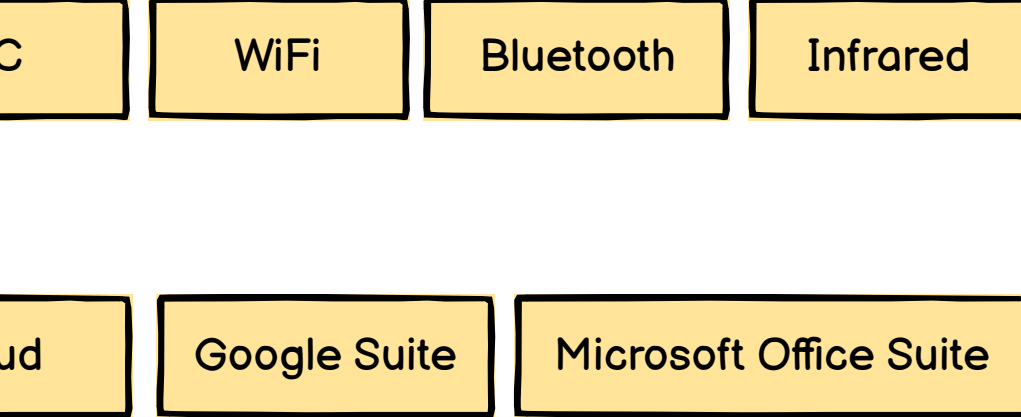 C
WiFi
Bluetooth
Infrared
ud
Google Suite
Microsoft Office Suite